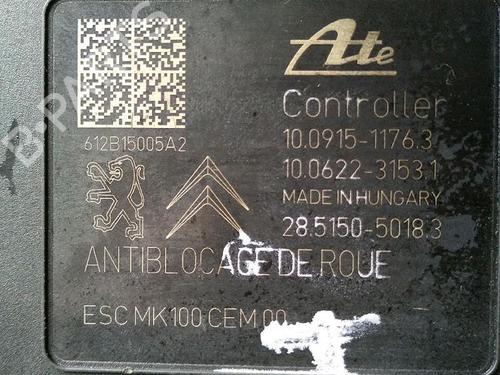 Ate
Controller
612B15005A2
10.0915-1176.3
10.0622-3153.1
MADE IN HUNGARY
28.5150-5018.3
ANTIBLOCAGE DE ROUE
ESC MK100 CEM 00
B-PARTS